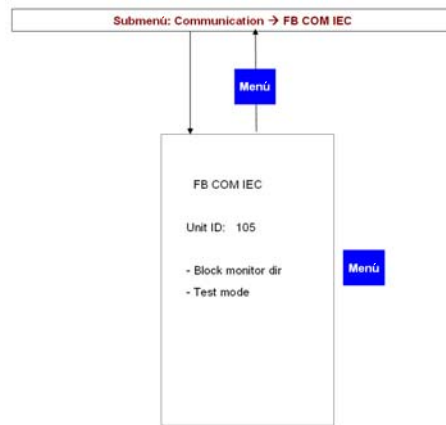 Submenú: Communication → FB COM IEC
Menú
FB COM IEC
Unit ID: 105
- Block monitor dir
Menú
- Test mode